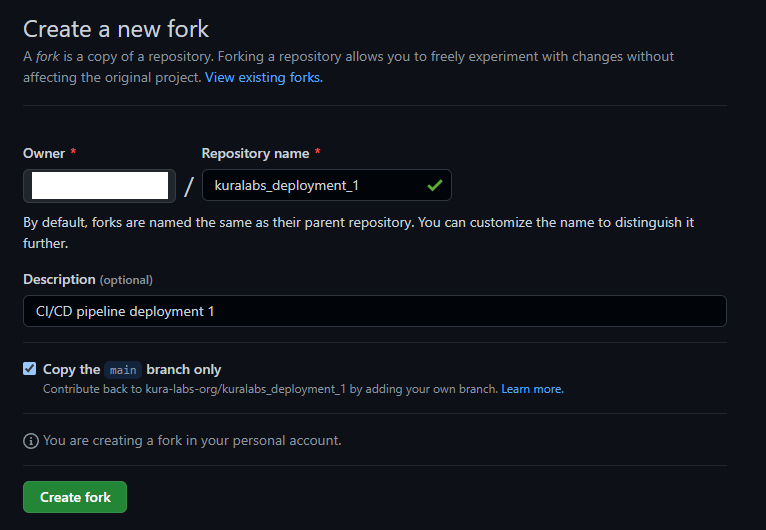 Create a new fork
A fork is a copy of a repository. Forking a repository allows you to freely experiment with changes without
affecting the original project. View existing forks.
Owner * Repository name *
/ kuralabs_deployment_1
By default, forks are named the same as their parent repository. You can customize the name to distinguish it
further.
Description (optional)
CI/CD pipeline deployment 1
Copy the main branch only
Contribute back to kura-labs-org/kuralabs_deployment_1 by adding your own branch. Learn more.
You are creating a fork in your personal account.
Create fork